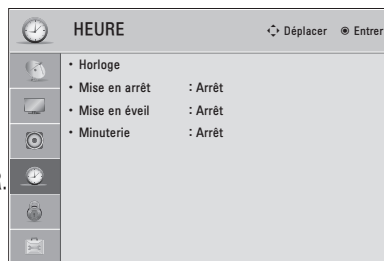 HEURE Déplacer Entrer
• Horloge
• Mise en arrêt : Arrêt
• Mise en éveil : Arrêt
• Minuterie : Arrêt